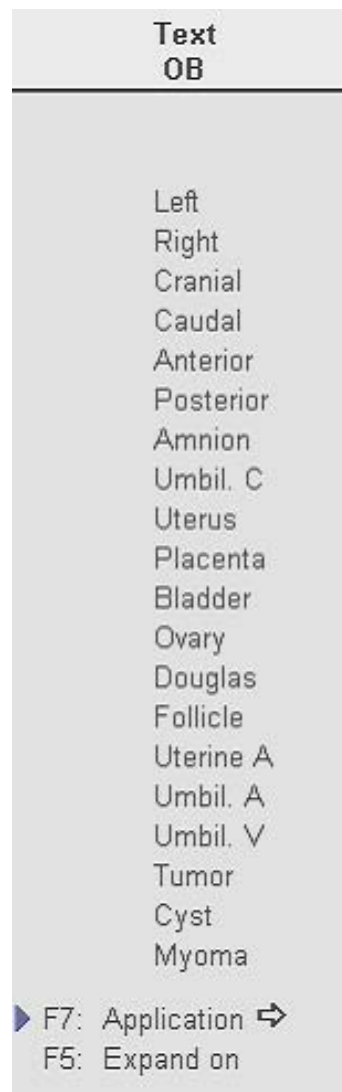 Text
OB
Left
Right
Cranial
Caudal
Anterior
Posterior
Amnion
Umbil. C
Uterus
Placenta
Bladder
Ovary
Douglas
Follicle
Uterine A
Umbil. A
Umbil. V
Tumor
Cyst
Myoma
F7: Application ⇨
F5: Expand on